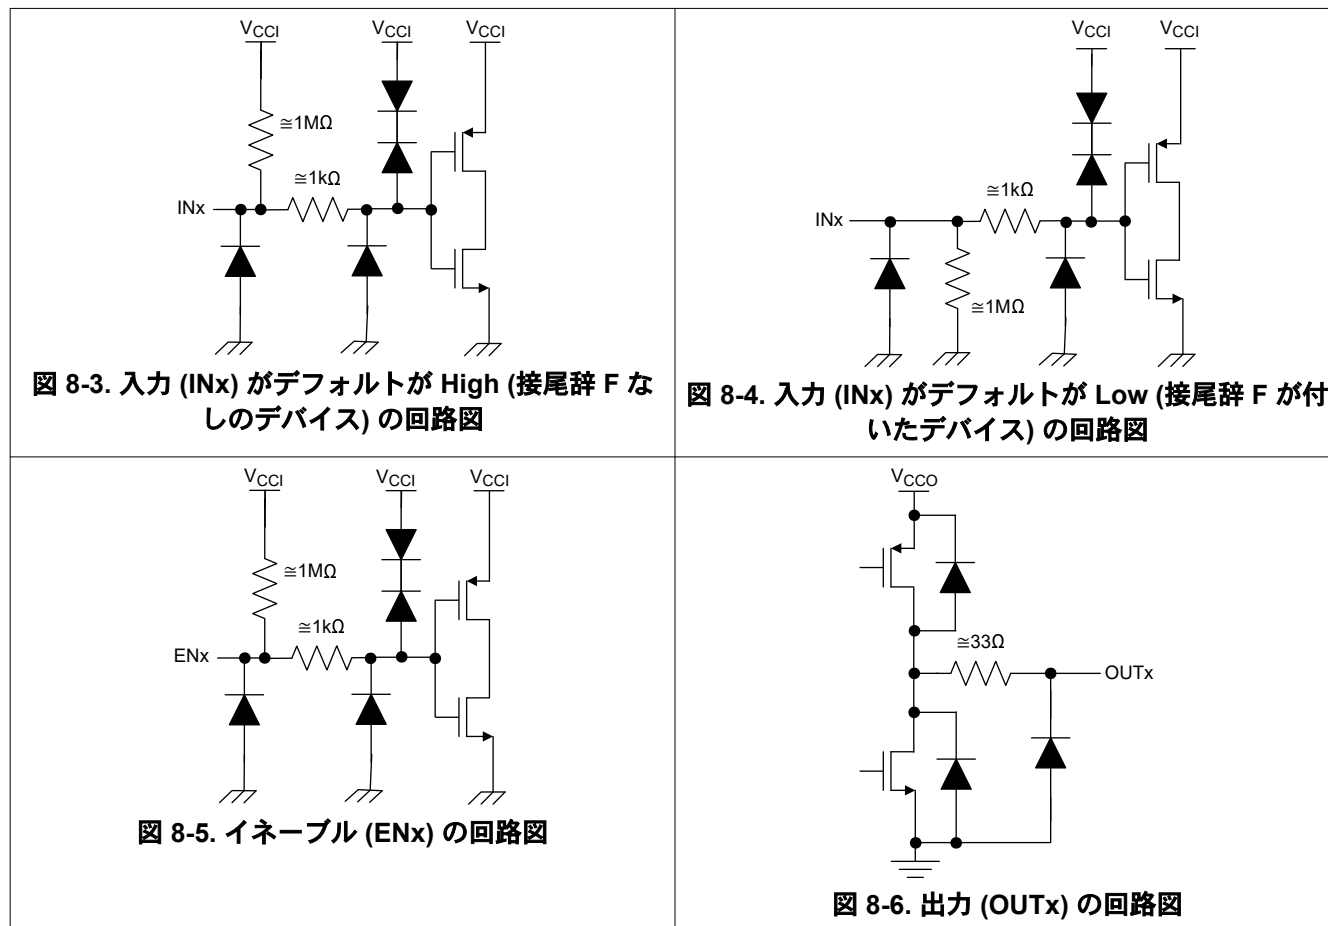 VCCI
VCCI
VCCI
≅1MΩ
≅1kΩ
INx
図 8-3. 入力 (INx) がデフォルトが High (接尾辞 F な
しのデバイス) の回路図
VCCI
VCCI
≅1kΩ
INx
≅1MΩ
図 8-4. 入力 (INx) がデフォルトが Low (接尾辞 F が付
いたデバイス) の回路図
VCCI
VCCI
VCCI
≅1MΩ
≅1kΩ
ENx
図 8-5. イネーブル (ENx) の回路図
VCCO
≅33Ω
OUTx
図 8-6. 出力 (OUTx) の回路図